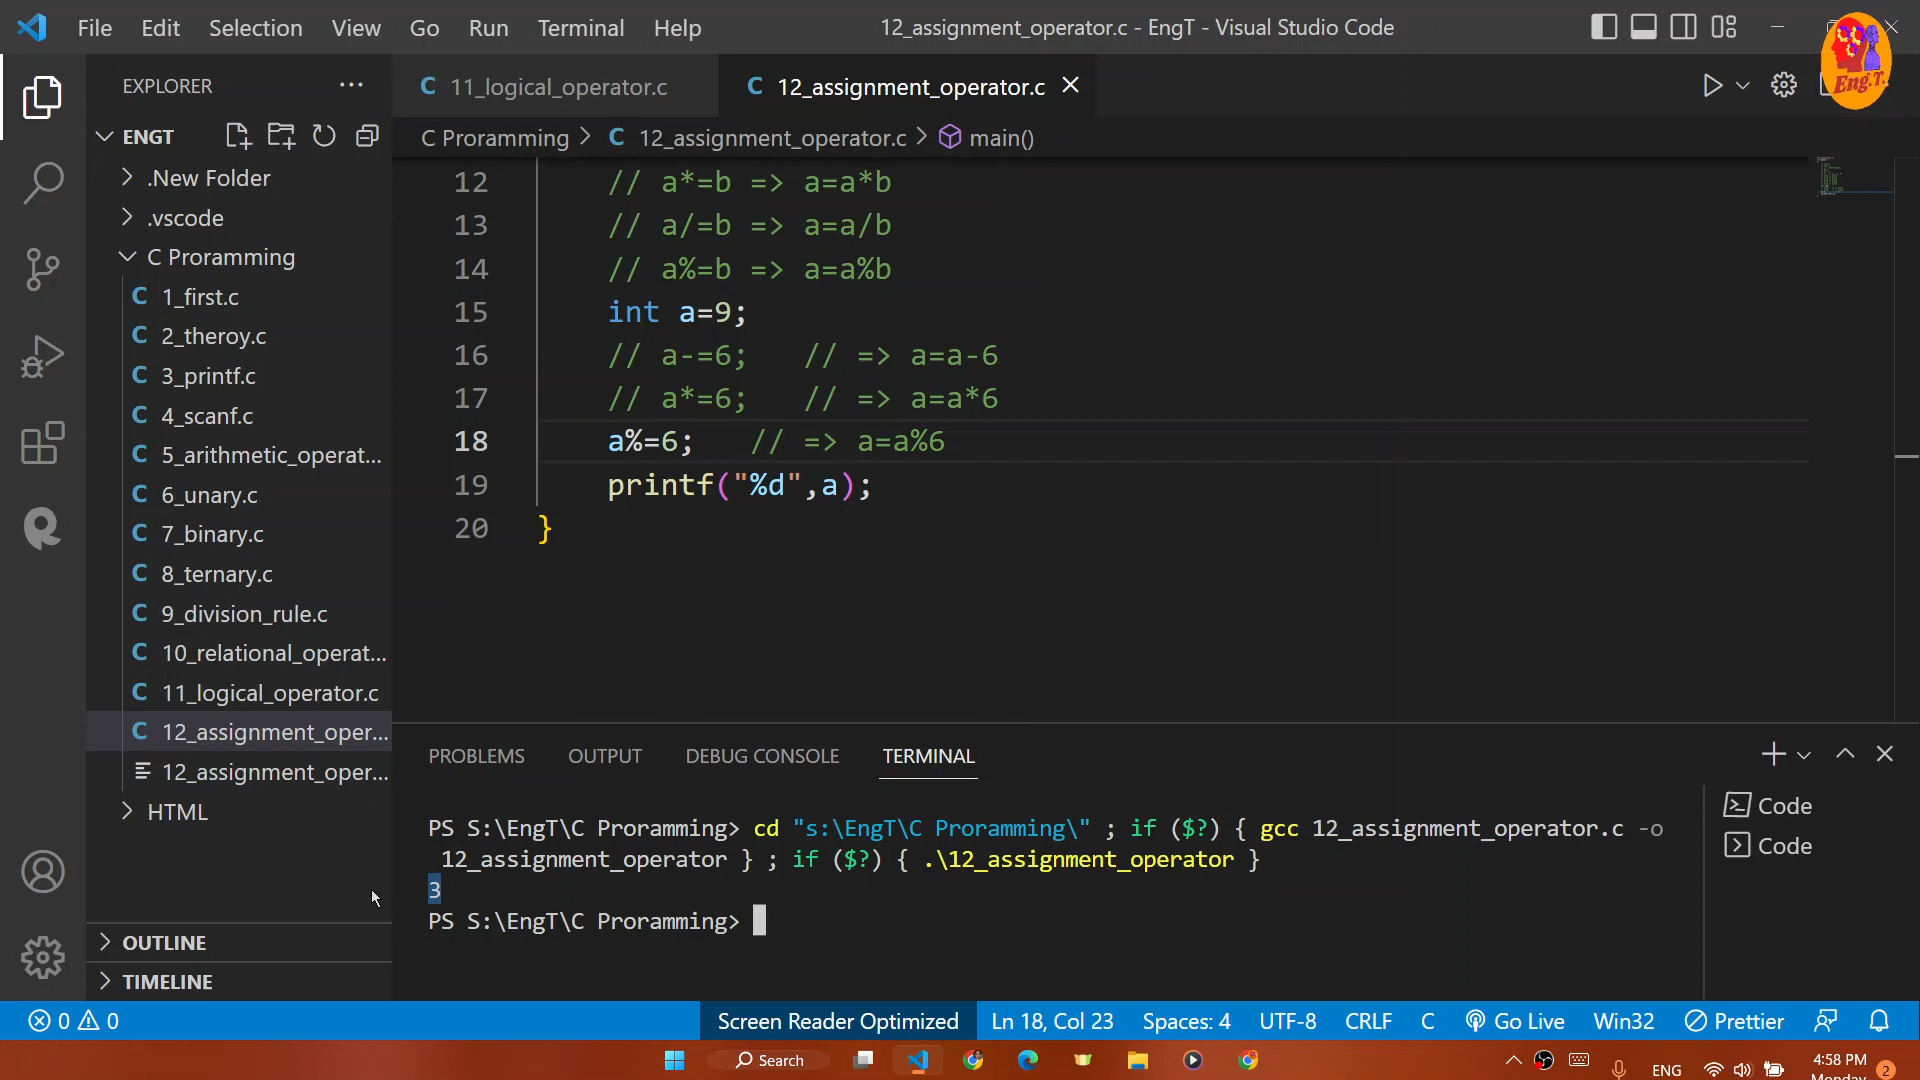 File Edit Selection View Go Run Terminal Help
12_assignment_operator.c - EngT - Visual Studio Code
Eng.T.
EXPLORER
ENGT
.New Folder
.vscode
C Proramming
1_first.c
2_theroy.c
3_printf.c
4_scanf.c
5_arithmetic_operat...
6_unary.c
7_binary.c
8_ternary.c
9_division_rule.c
10_relational_operat...
11_logical_operator.c
12_assignment_oper...
12_assignment_oper...
HTML
OUTLINE
TIMELINE
11_logical_operator.c
12_assignment_operator.c
C Proramming > C 12_assignment_operator.c > main()
12 // a*=b => a=a*b
13 // a/=b => a=a/b
14 // a%=b => a=a%b
15 int a=9;
16 // a-=6; // => a=a-6
17 // a*=6; // => a=a*6
18 a%=6; // => a=a%6
19 printf("%d",a);
20 }
PROBLEMS OUTPUT DEBUG CONSOLE TERMINAL
PS S:\EngT\C Proramming> cd "s:\EngT\C Proramming\" ; if ($?) { gcc 12_assignment_operator.c -o
12_assignment_operator } ; if ($?) { .\12_assignment_operator }
3
PS S:\EngT\C Proramming>
Code
Code
0 0
Screen Reader Optimized Ln 18, Col 23 Spaces: 4 UTF-8 CRLF C Go Live Win32 Prettier
Search
ENG
4:58 PM
Monday
2